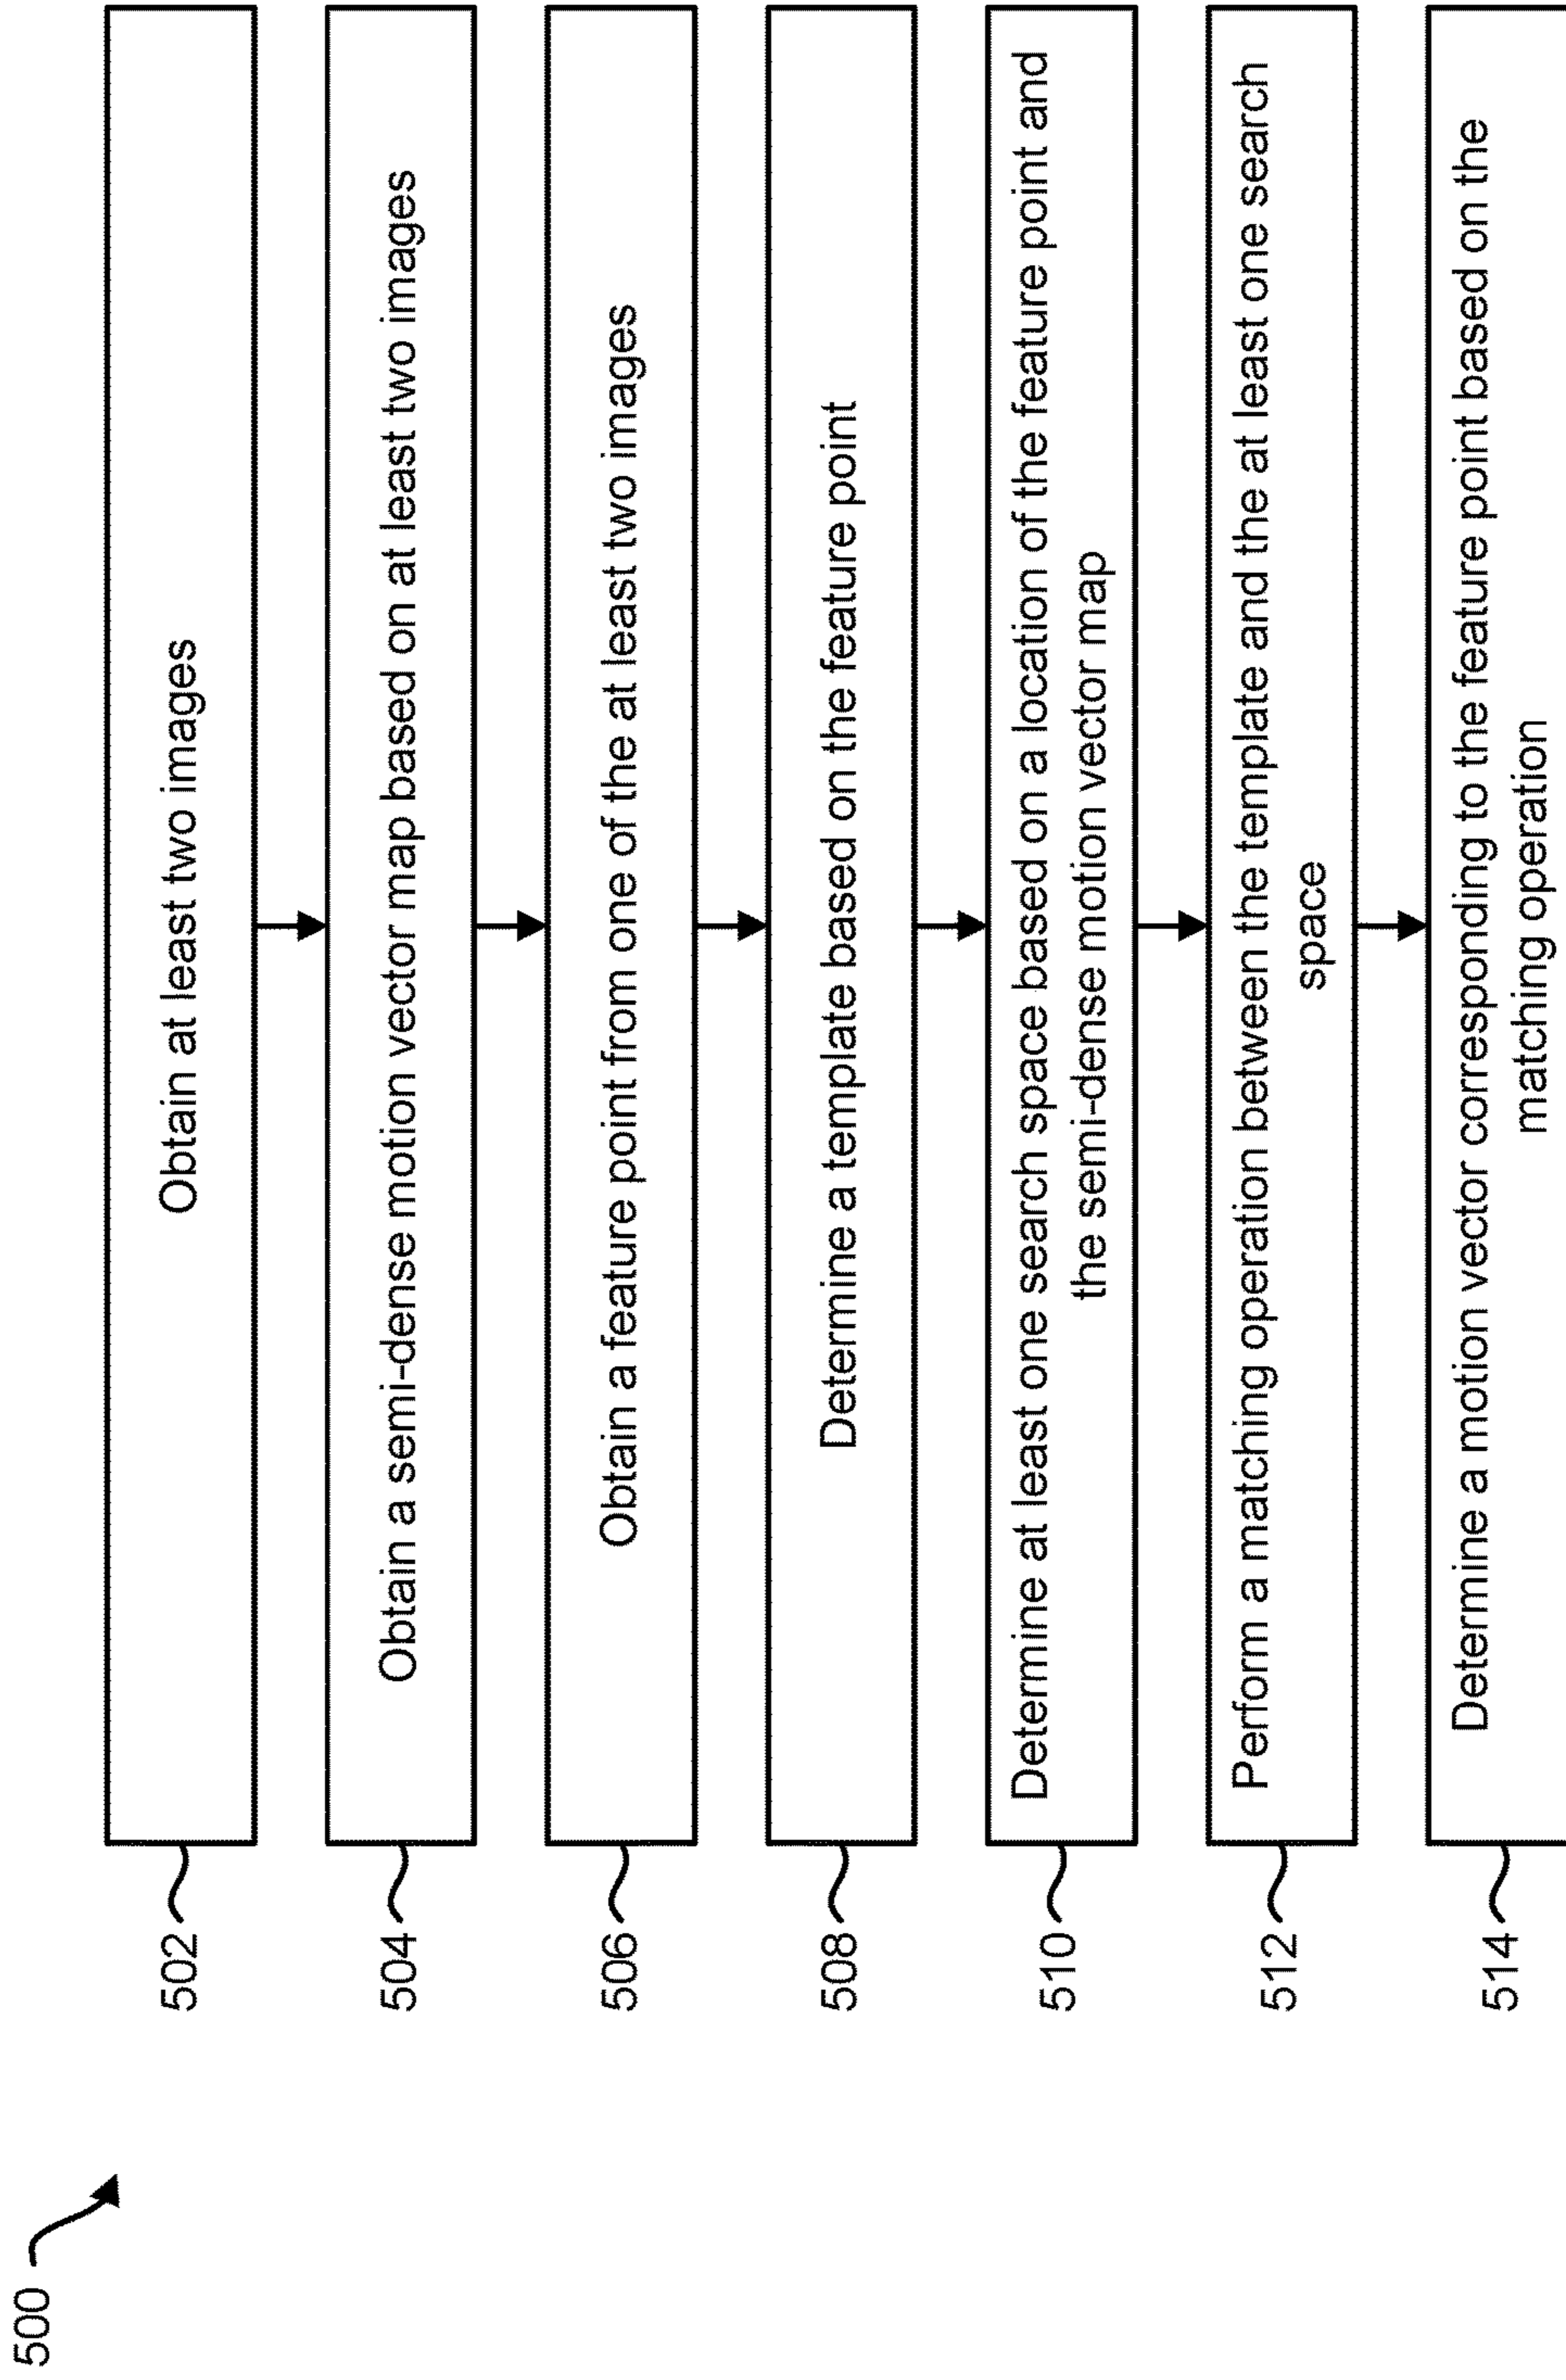 500
502
Obtain at least two images
504
Obtain a semi-dense motion vector map based on at least two images
506
Obtain a feature point from one of the at least two images
508
Determine a template based on the feature point
510
Determine at least one search space based on a location of the feature point and
the semi-dense motion vector map
512
Perform a matching operation between the template and the at least one search
space
514
Determine a motion vector corresponding to the feature point based on the
matching operation